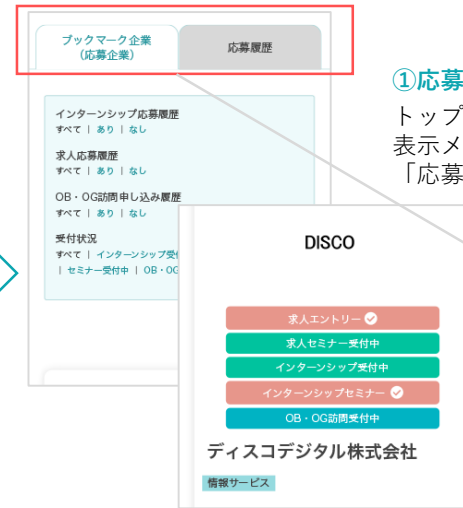 ブックマーク企業
（応募企業）
応募履歴
①応募
トップ
表示メ
「応募
インターンシップ応募履歴
すべて | あり | なし
求人応募履歴
すべて | あり | なし
OB・OG訪問申し込み履歴
すべて | あり | なし
受付状況
すべて | インターンシップ受
| セミナー受付中 | OB・OG
DISCO
求人エントリー
求人セミナー受付中
インターンシップ受付中
インターンシップセミナー
OB・OG訪問受付中
ディスコデジタル株式会社
情報サービス